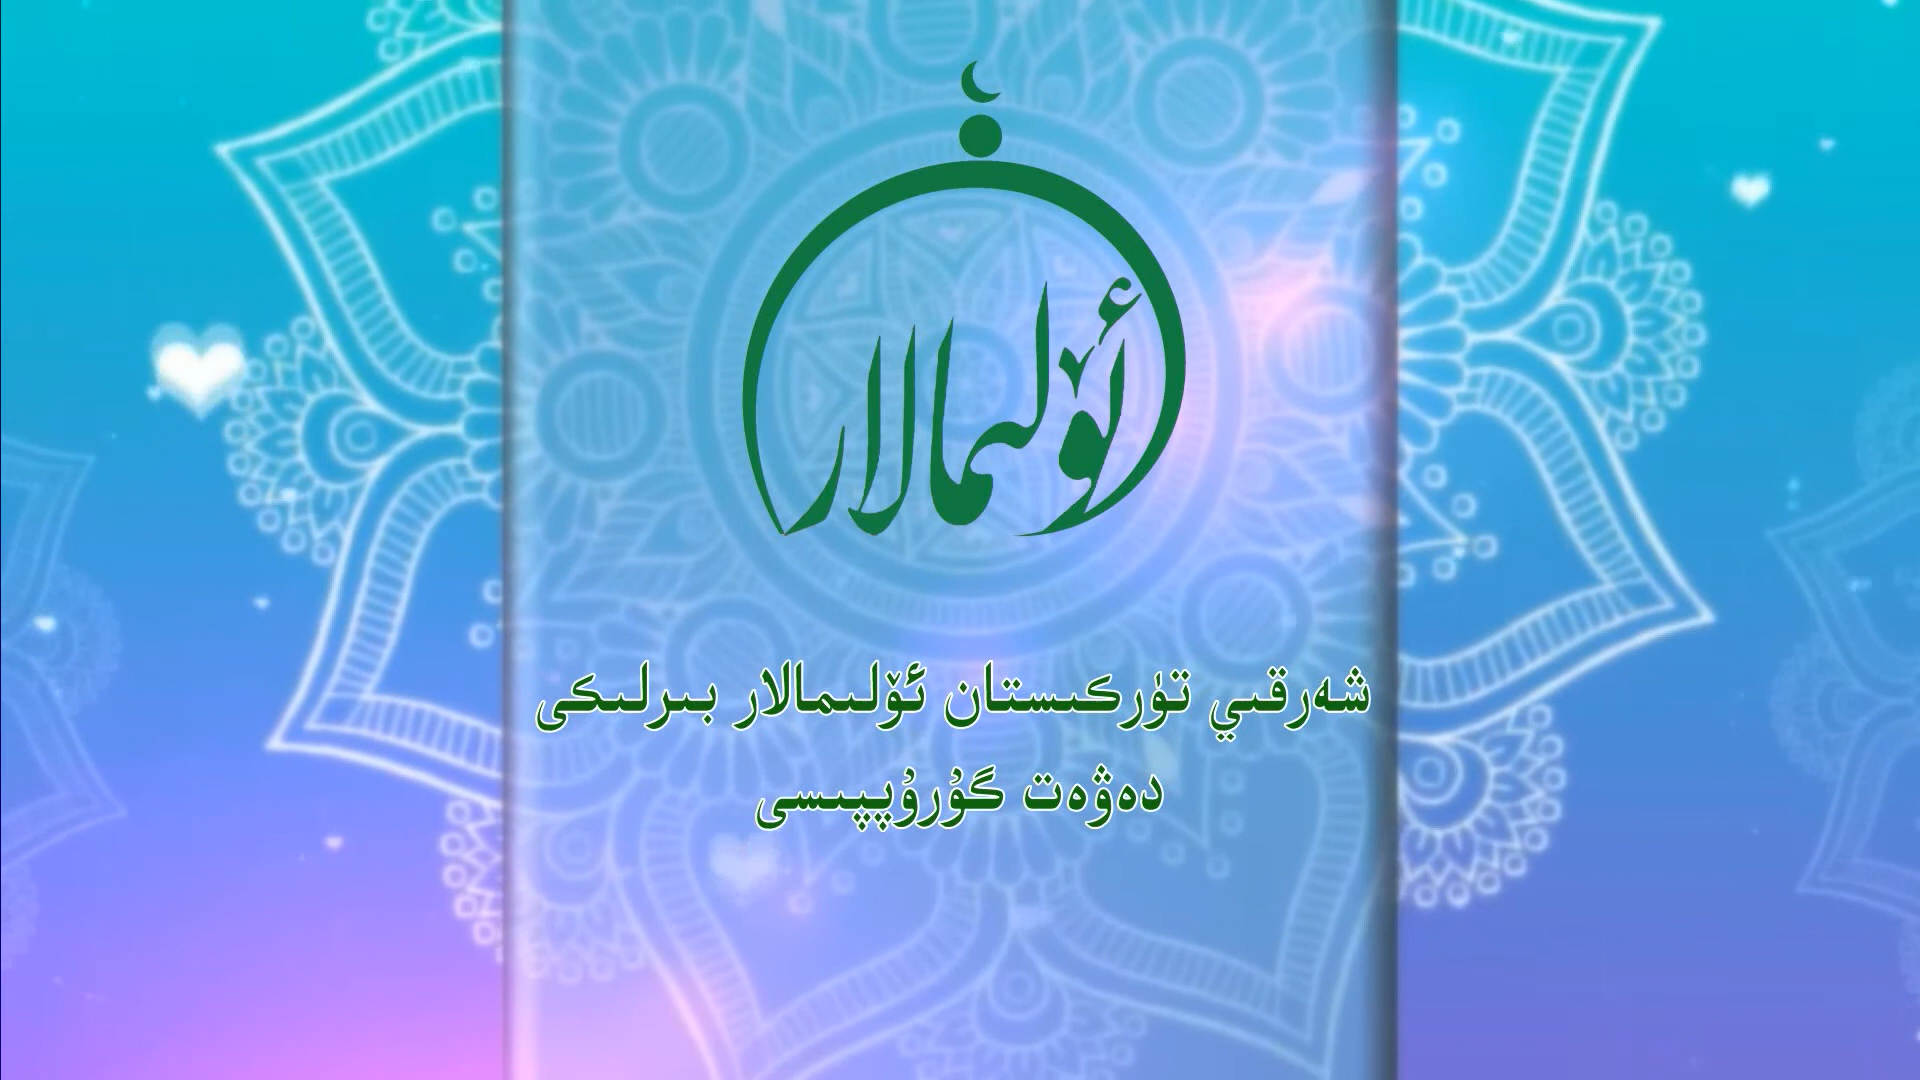 ئۆلىمالار
شەرقىي تۈركىستان ئۆلىمالار بىرلىكى
دەۋەت گۇرۇپپىسى